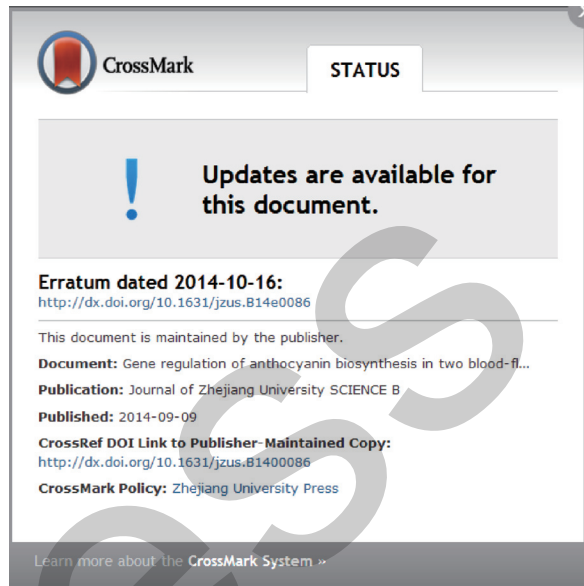 CrossMark
STATUS
Updates are available for
this document.
Erratum dated 2014-10-16:
http://dx.doi.org/10.1631/jzus.B14e0086
This document is maintained by the publisher.
Document: Gene regulation of anthocyanin biosynthesis in two blood-fl...
Publication: Journal of Zhejiang University SCIENCE B
Published: 2014-09-09
CrossRef DOI Link to Publisher-Maintained Copy:
http://dx.doi.org/10.1631/jzus.B1400086
CrossMark Policy: Zhejiang University Press
Learn more about the CrossMark System »